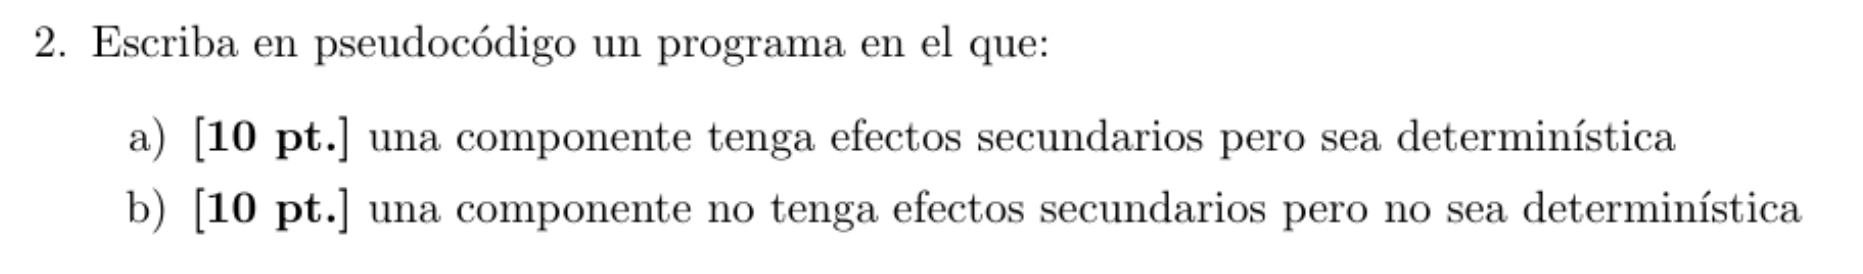 2. Escriba en pseudocódigo un programa en el que:
a) [10 pt.] una componente tenga efectos secundarios pero sea determinística
b) [10 pt.] una componente no tenga efectos secundarios pero no sea determinística